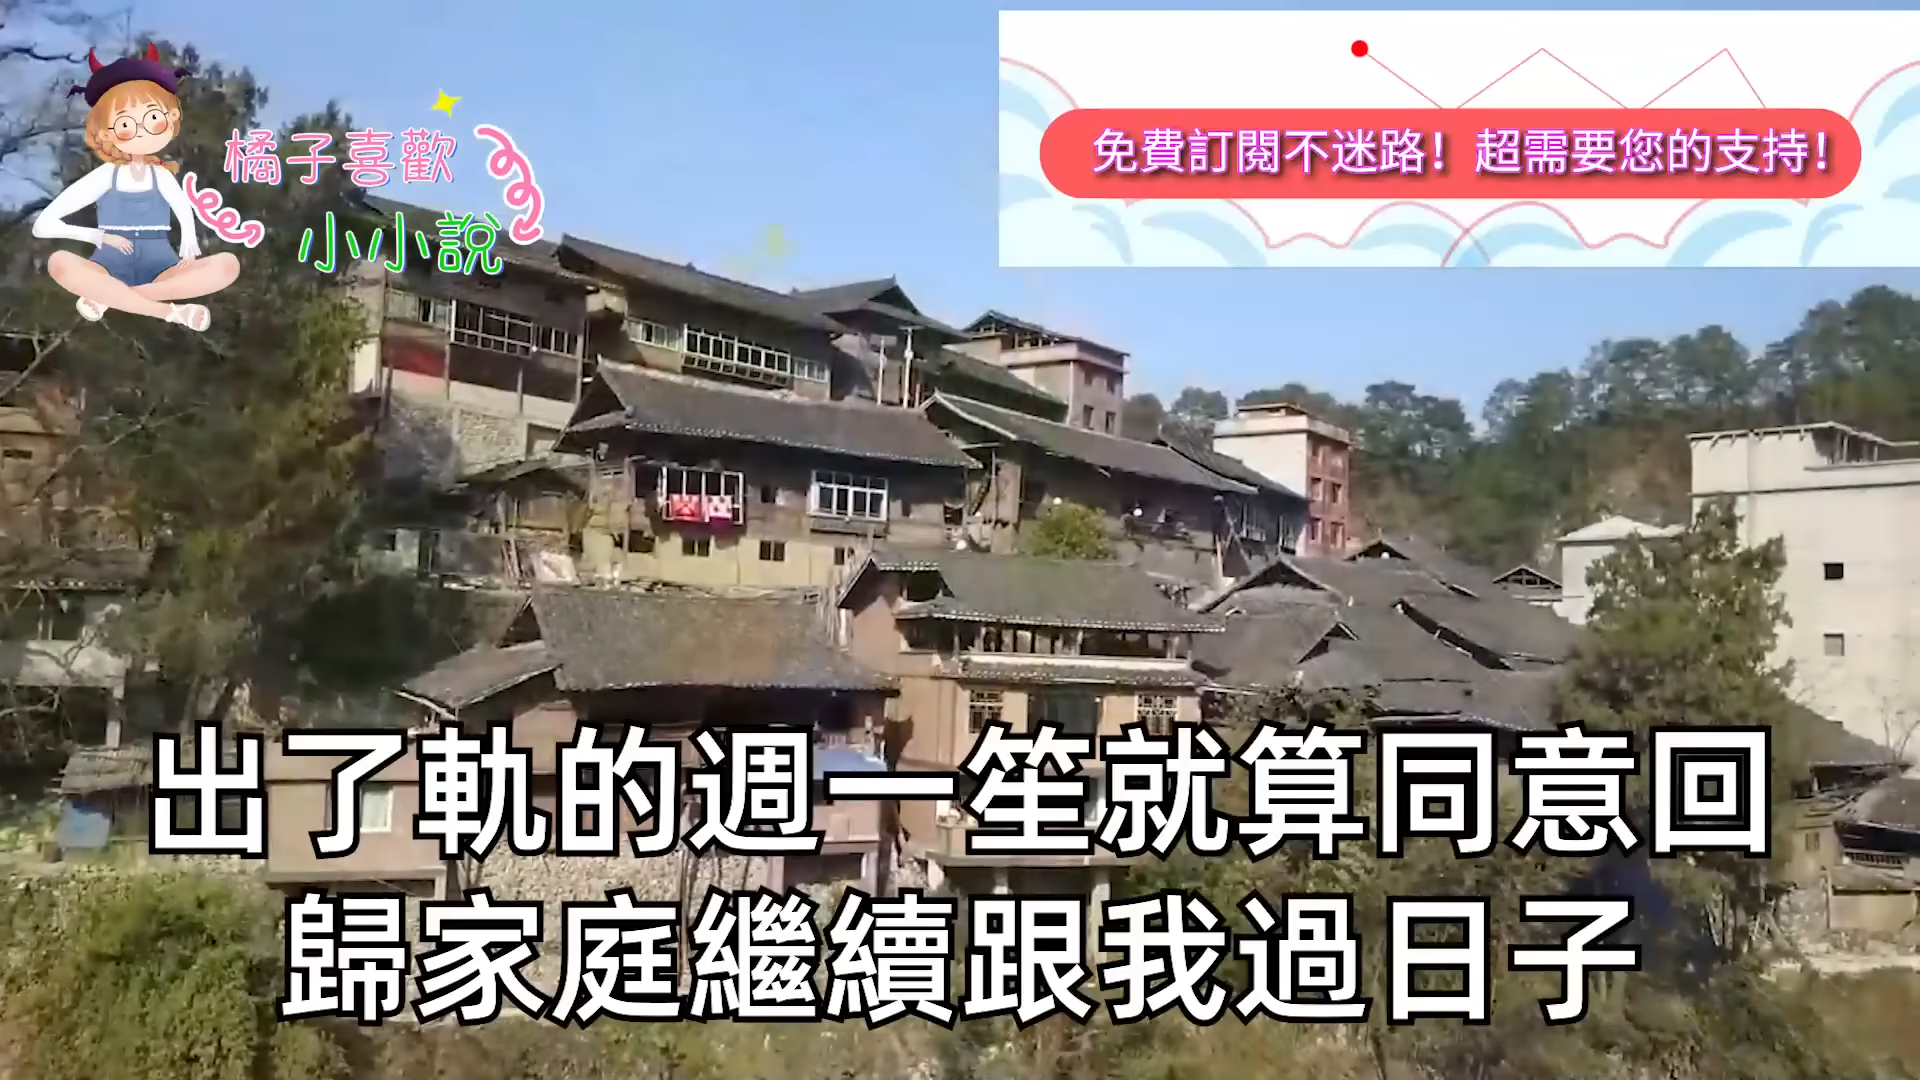 橘子喜歡
小小說
免費訂閱不迷路！超需要您的支持！
出了軌的週一笙就算同意回
歸家庭繼續跟我過日子